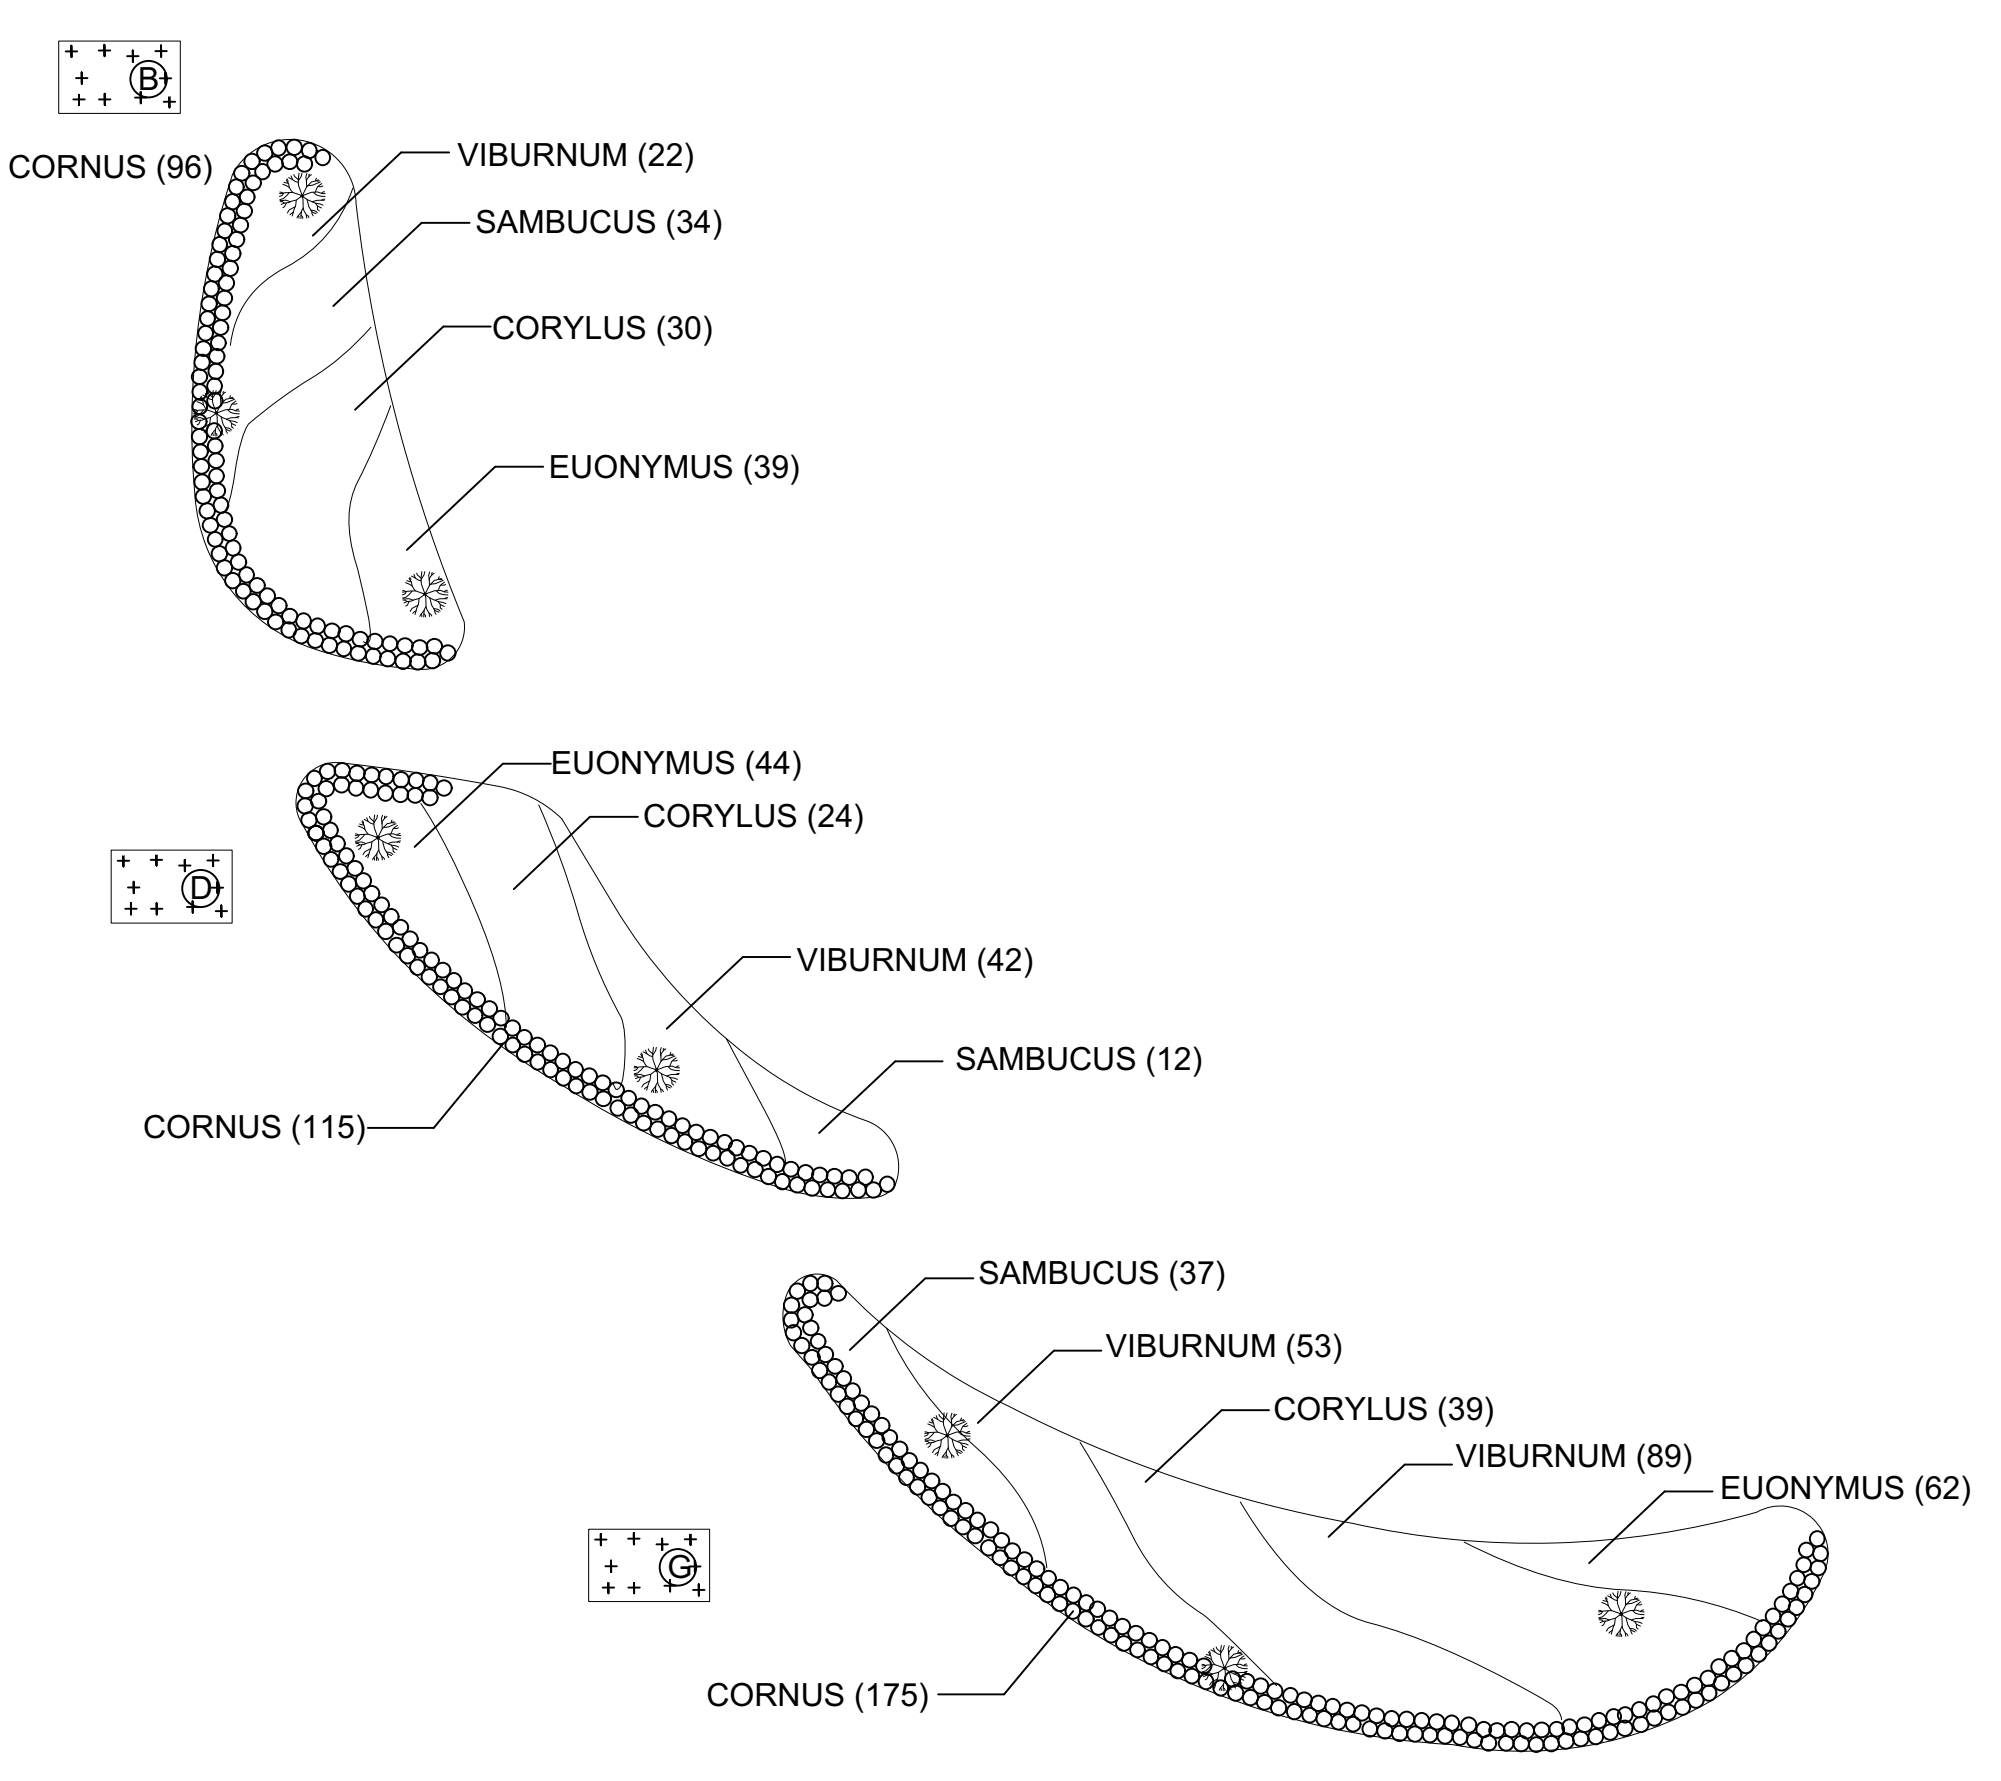 B
CORNUS (96)
VIBURNUM (22)
SAMBUCUS (34)
CORYLUS (30)
EUONYMUS (39)
EUONYMUS (44)
CORYLUS (24)
D
VIBURNUM (42)
SAMBUCUS (12)
CORNUS (115)
SAMBUCUS (37)
VIBURNUM (53)
CORYLUS (39)
VIBURNUM (89)
EUONYMUS (62)
G
CORNUS (175)